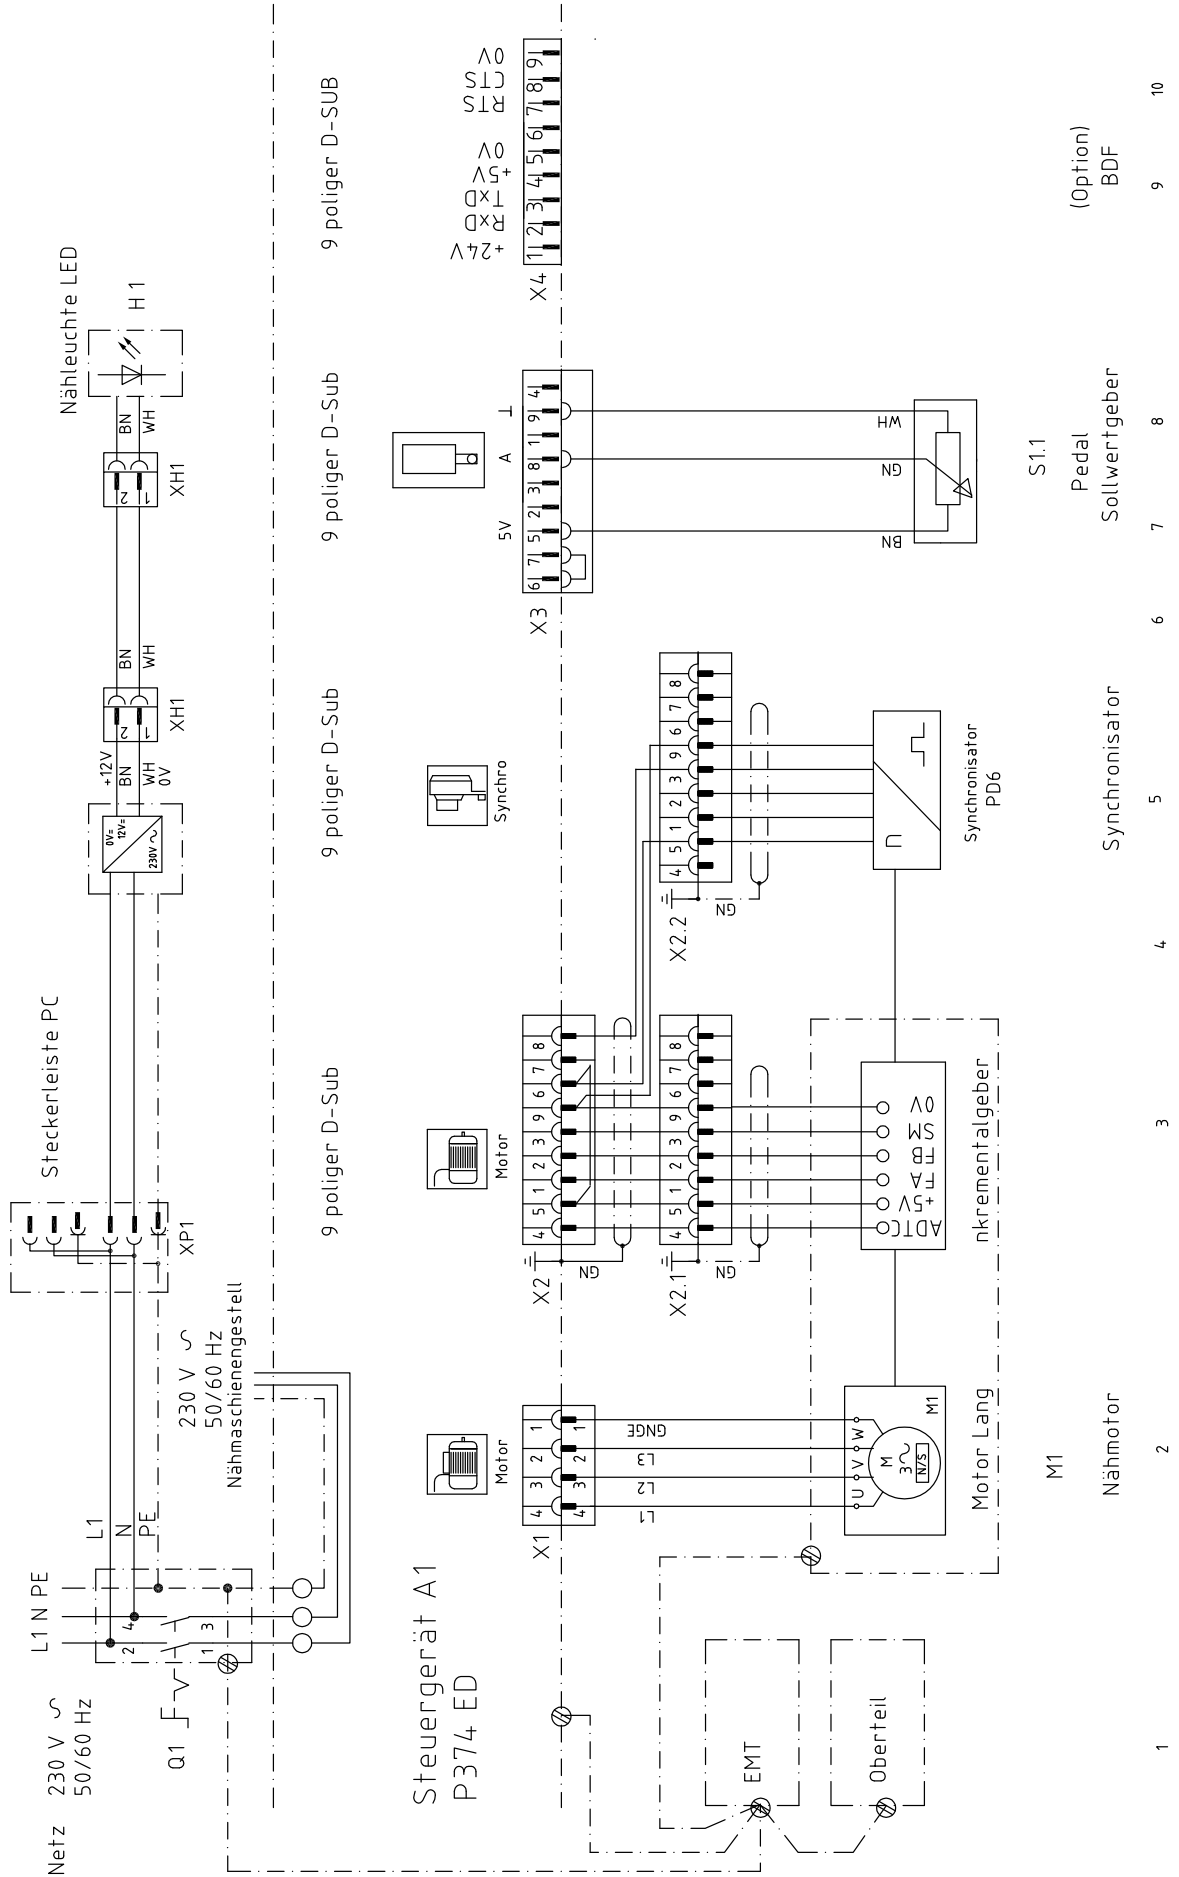 Netz 230 V ~
50/60 Hz
L1 N PE
Q1
2 4
1 3
L1
N
PE
230 V ~
50/60 Hz
Nähmaschienengestell
Steckerleiste PC
XP1
0V=
12V=
230V ~
+12V
BN
WH
0V
2
1
XH1
BN
WH
2
1
XH1
BN
WH
Nähleuchte LED
H1
9 poliger D-Sub
9 poliger D-Sub
9 poliger D-Sub
9 poliger D-SUB
Steuergerät A1
P374 ED
Motor
Motor
Synchro
X1
4 3 2 1
4 3 2 1
L1
L2
L3
GNGE
U V W
M
3~
N/S
M1
Motor Lang
X2
4 5 1 2 3 9 6 7 8
GN
X2.1
4 5 1 2 3 9 6 7 8
GN
ADTC
+5V
FA
FB
SM
0V
nkrementalgeber
X2.2
4 5 1 2 3 9 6 7 8
GN
Synchronisator
PD6
5V A ⊥
X3
6 7 5 2 3 8 1 9 4
BN
GN
WH
+24V
RxD
TxD
+5V
0V
RTS
CTS
0V
X4
1 2 3 4 5 6 7 8 9
EMT
Oberteil
M1
Nähmotor
Synchronisator
S1.1
Pedal
Sollwertgeber
(Option)
BDF
1 2 3 4 5 6 7 8 9 10